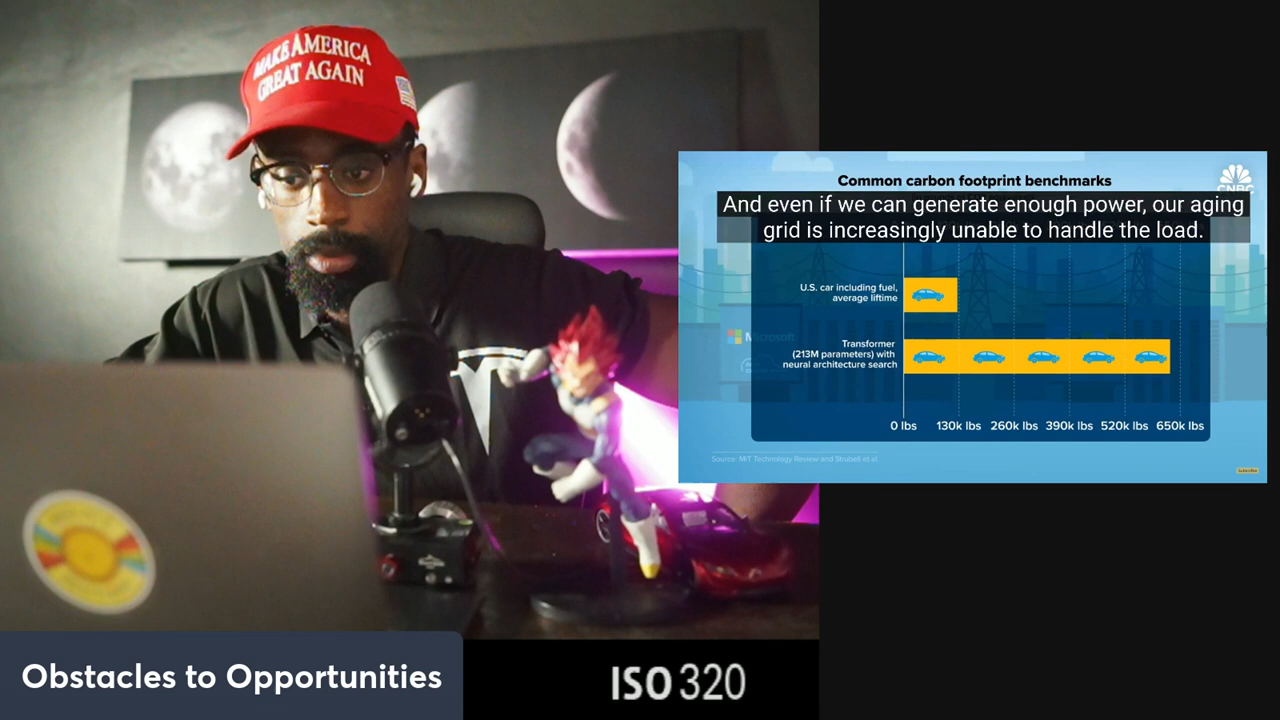 MAKE AMERICA
GREAT AGAIN
CNBC
Common carbon footprint benchmarks
And even if we can generate enough power, our aging
grid is increasingly unable to handle the load.
U.S. car including fuel,
average liftime
Microsoft
Transformer
(213M parameters) with
neural architecture search
0 lbs 130k lbs 260k lbs 390k lbs 520k lbs 650k lbs
Source: MIT Technology Review and Strubell et al.
Subscribe
Obstacles to Opportunities
ISO 320